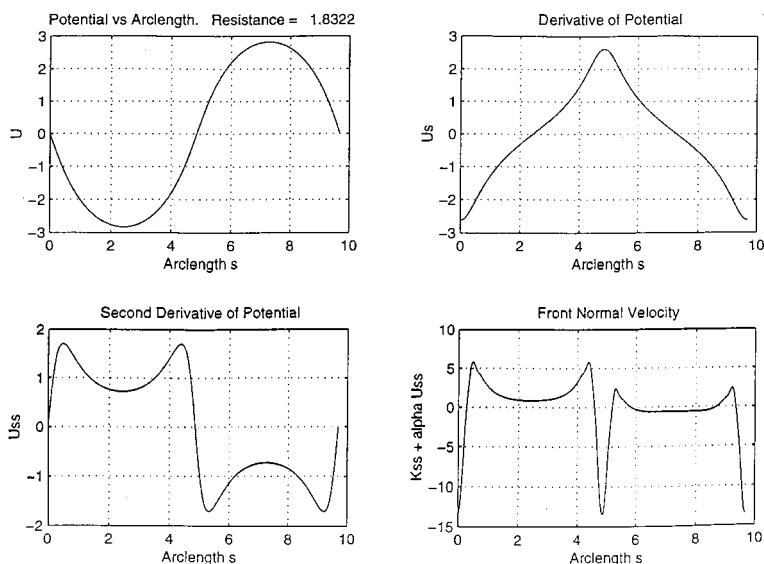 Potential vs Arclength. Resistance = 1.8322
3
2
1
0
−1
−2
−3
U
0 2 4 6 8 10
Arclength s
Derivative of Potential
3
2
1
0
−1
−2
−3
Us
0 2 4 6 8 10
Arclength s
Second Derivative of Potential
2
1
0
−1
−2
Uss
0 2 4 6 8 10
Arclength s
Front Normal Velocity
10
5
0
−5
−10
−15
Kss + alpha Uss
0 2 4 6 8 10
Arclength s